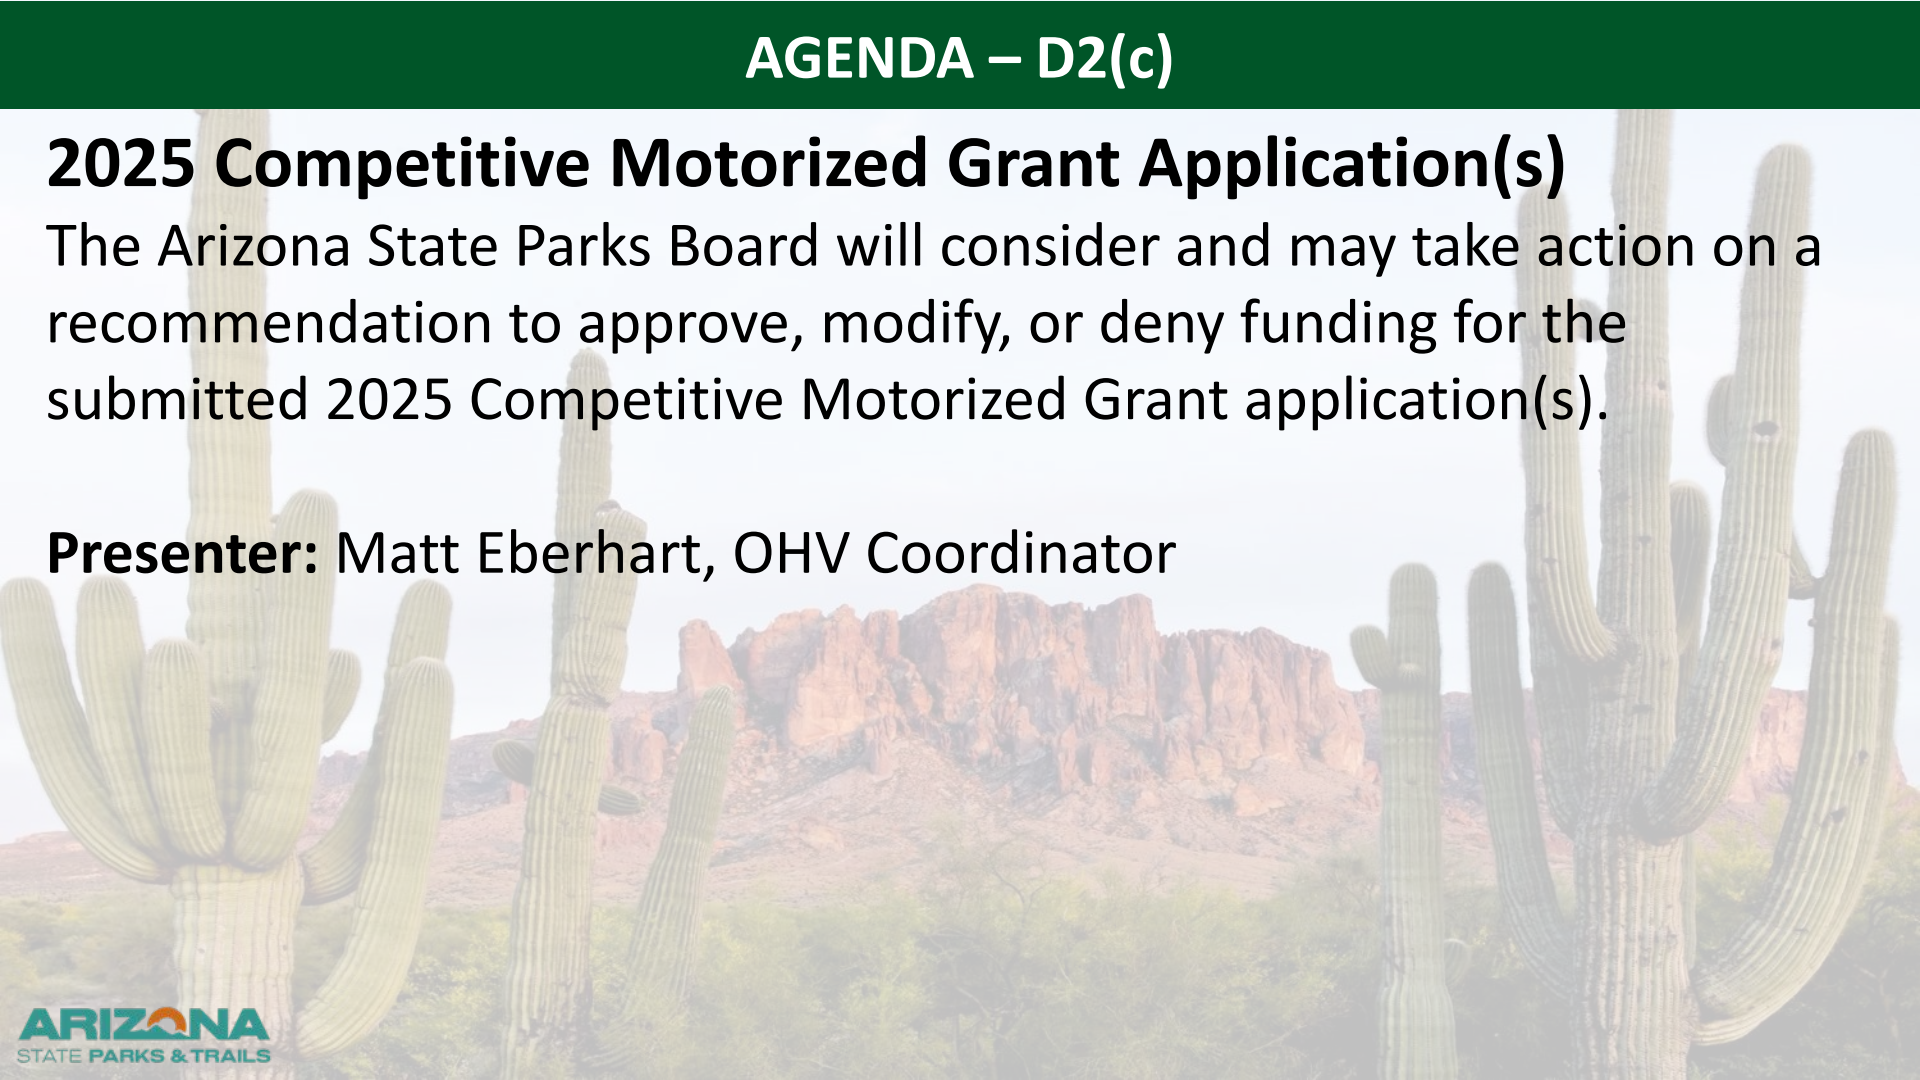 AGENDA – D2(c)
2025 Competitive Motorized Grant Application(s)
The Arizona State Parks Board will consider and may take action on a
recommendation to approve, modify, or deny funding for the
submitted 2025 Competitive Motorized Grant application(s).
Presenter: Matt Eberhart, OHV Coordinator
ARIZONA
STATE PARKS & TRAILS